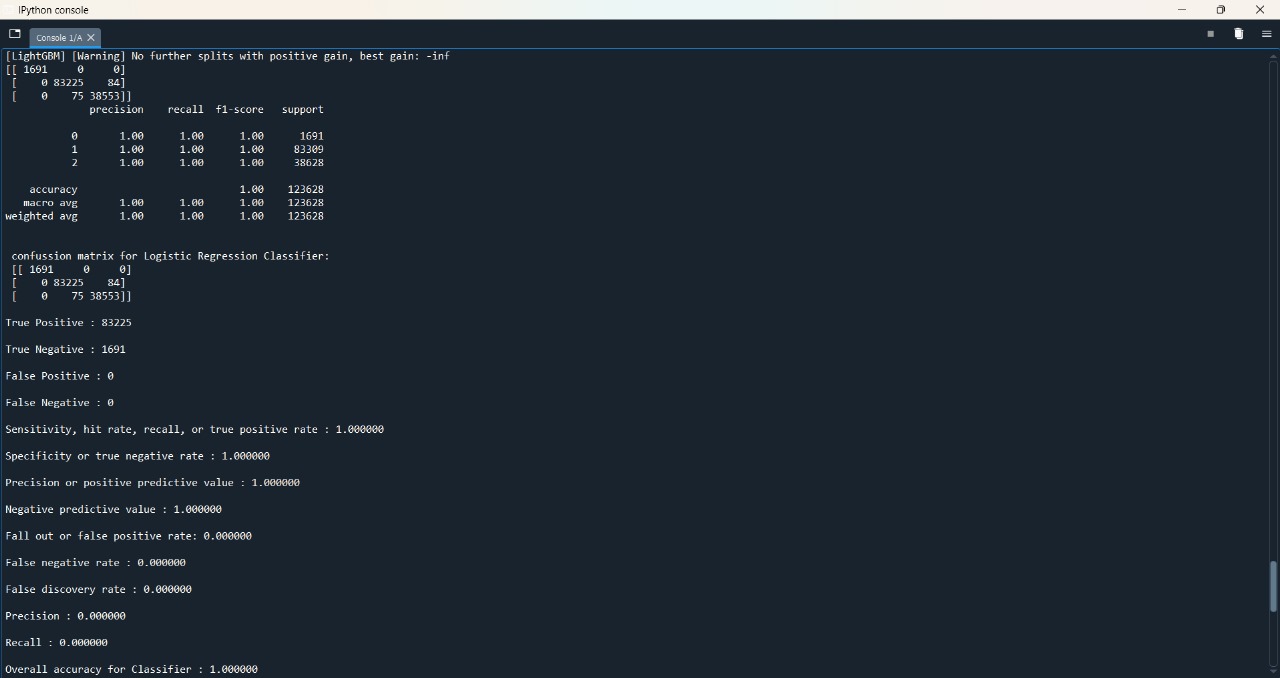 IPython console
Console 1/A
[LightGBM] [Warning] No further splits with positive gain, best gain: -inf
[[ 1691     0     0]
 [    0 83225    84]
 [    0    75 38553]]
              precision    recall  f1-score   support

           0       1.00      1.00      1.00      1691
           1       1.00      1.00      1.00     83309
           2       1.00      1.00      1.00     38628

    accuracy                           1.00    123628
   macro avg       1.00      1.00      1.00    123628
weighted avg       1.00      1.00      1.00    123628

 confussion matrix for Logistic Regression Classifier:
 [[ 1691     0     0]
 [    0 83225    84]
 [    0    75 38553]]
True Positive : 83225
True Negative : 1691
False Positive : 0
False Negative : 0
Sensitivity, hit rate, recall, or true positive rate : 1.000000
Specificity or true negative rate : 1.000000
Precision or positive predictive value : 1.000000
Negative predictive value : 1.000000
Fall out or false positive rate: 0.000000
False negative rate : 0.000000
False discovery rate : 0.000000
Precision : 0.000000
Recall : 0.000000
Overall accuracy for Classifier : 1.000000